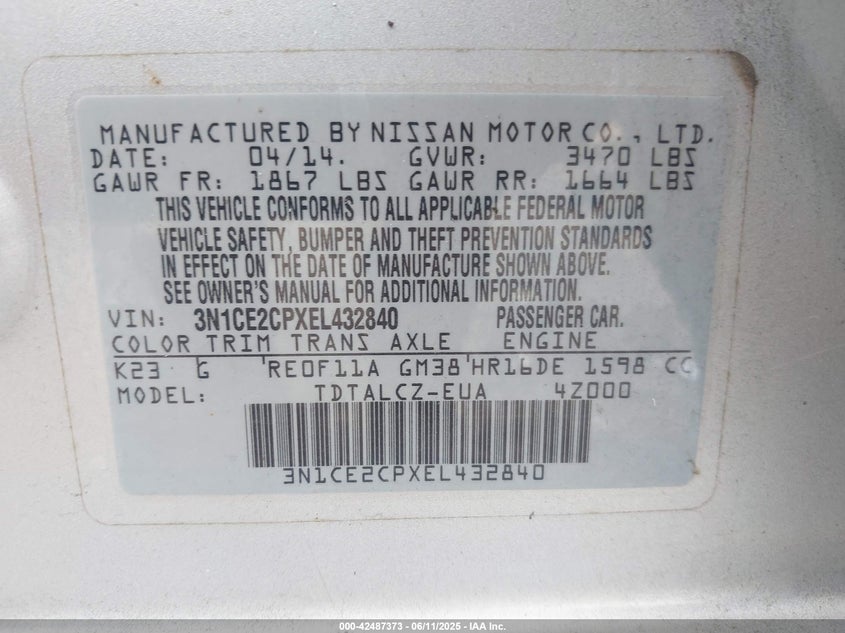 MANUFACTURED BY NISSAN MOTOR CO., LTD.
DATE: 04/14. GVWR: 3470 LBS
GAWR FR: 1867 LBS GAWR RR: 1664 LBS
THIS VEHICLE CONFORMS TO ALL APPLICABLE FEDERAL MOTOR
VEHICLE SAFETY, BUMPER AND THEFT PREVENTION STANDARDS
IN EFFECT ON THE DATE OF MANUFACTURE SHOWN ABOVE.
SEE OWNER'S MANUAL FOR ADDITIONAL INFORMATION.
VIN: 3N1CE2CPXEL432840 PASSENGER CAR.
COLOR TRIM TRANS AXLE ENGINE
K23 G RE0F11A GM38 HR16DE 1598 CC
MODEL: TDTALCZ-EUA 4Z000
3N1CE2CPXEL432840
000-42487373 - 06/11/2025 - IAA Inc.